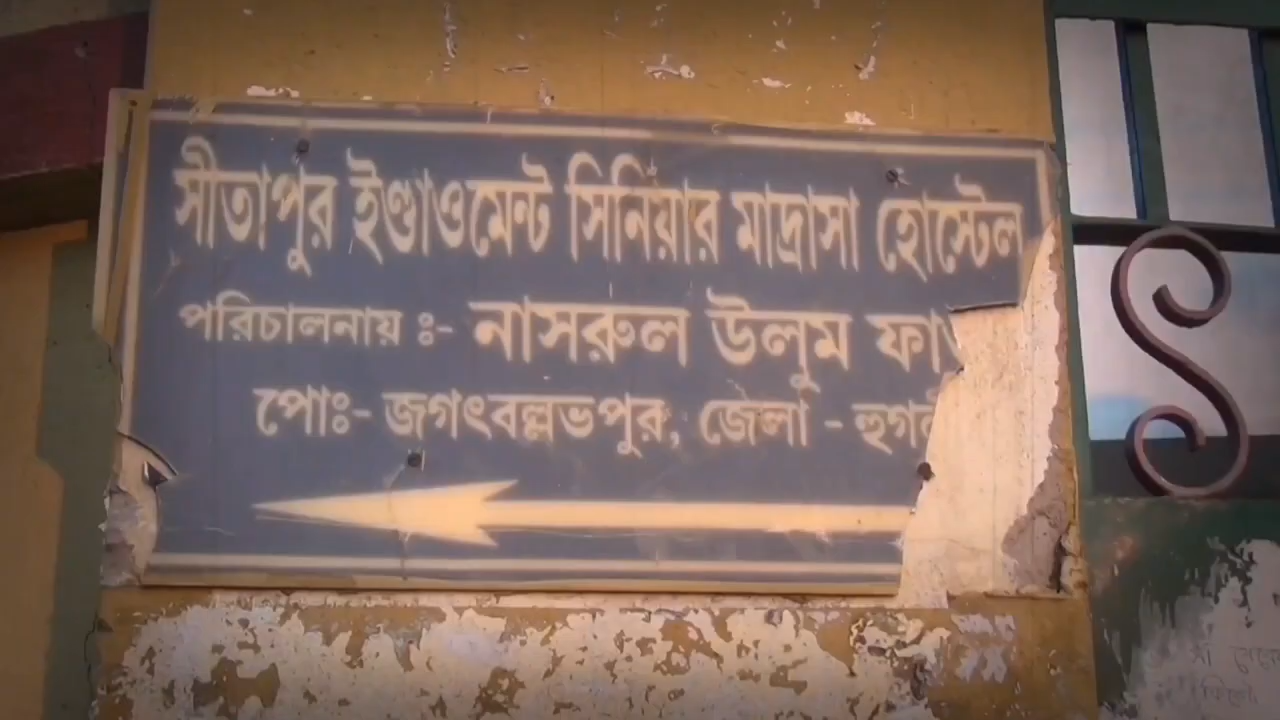 সীতাপুর ইণ্ডাওমেন্ট সিনিয়ার মাদ্রাসা হোস্টেল
পরিচালনায় ঃ- নাসরুল উলুম
পোঃ- জগৎবল্লভপুর, জেলা -